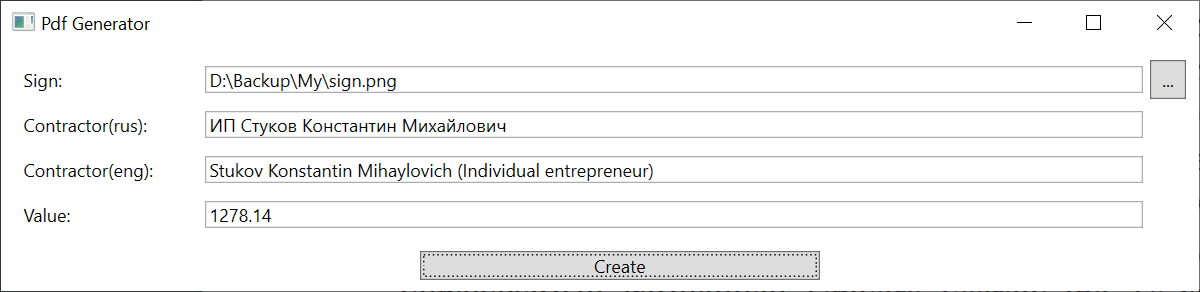 Pdf Generator
Sign: D:\Backup\My\sign.png ...
Contractor(rus): ИП Стуков Константин Михайлович
Contractor(eng): Stukov Konstantin Mihaylovich (Individual entrepreneur)
Value: 1278.14
Create